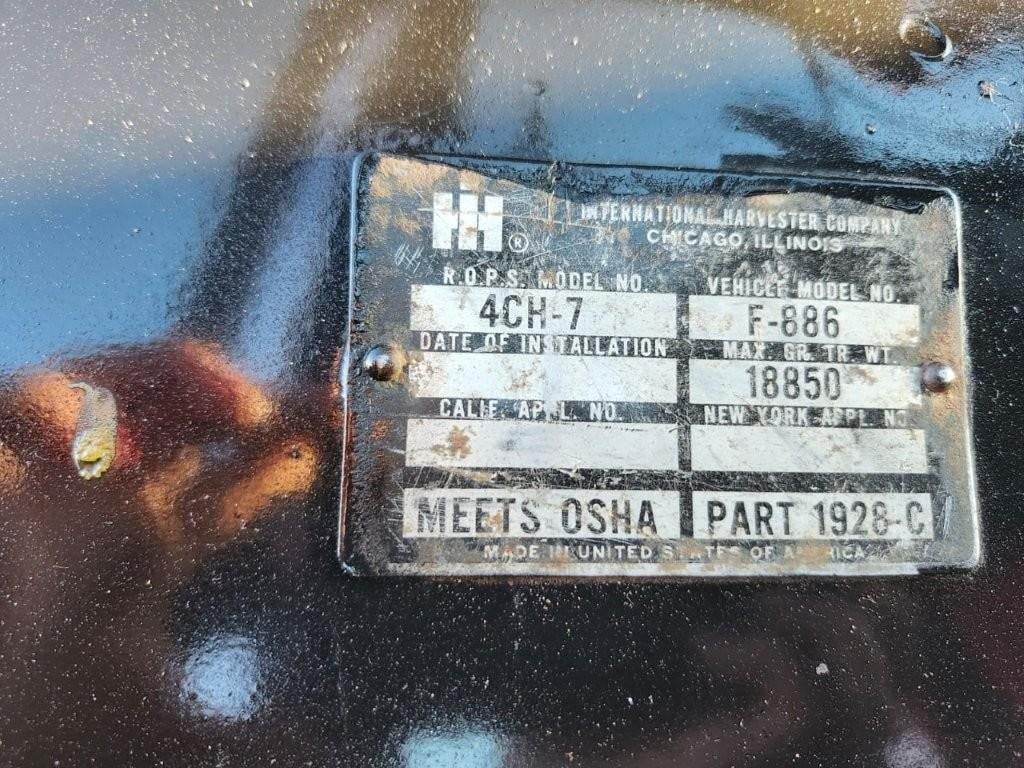 IH ®
INTERNATIONAL HARVESTER COMPANY
CHICAGO, ILLINOIS
R.O.P.S. MODEL NO. VEHICLE MODEL NO.
4CH-7 F-886
DATE OF INSTALLATION MAX. GR. TR. WT.
18850
CALIF. APPL. NO. NEW YORK APPL. NO.
MEETS OSHA PART 1928-C
MADE IN UNITED STATES OF AMERICA